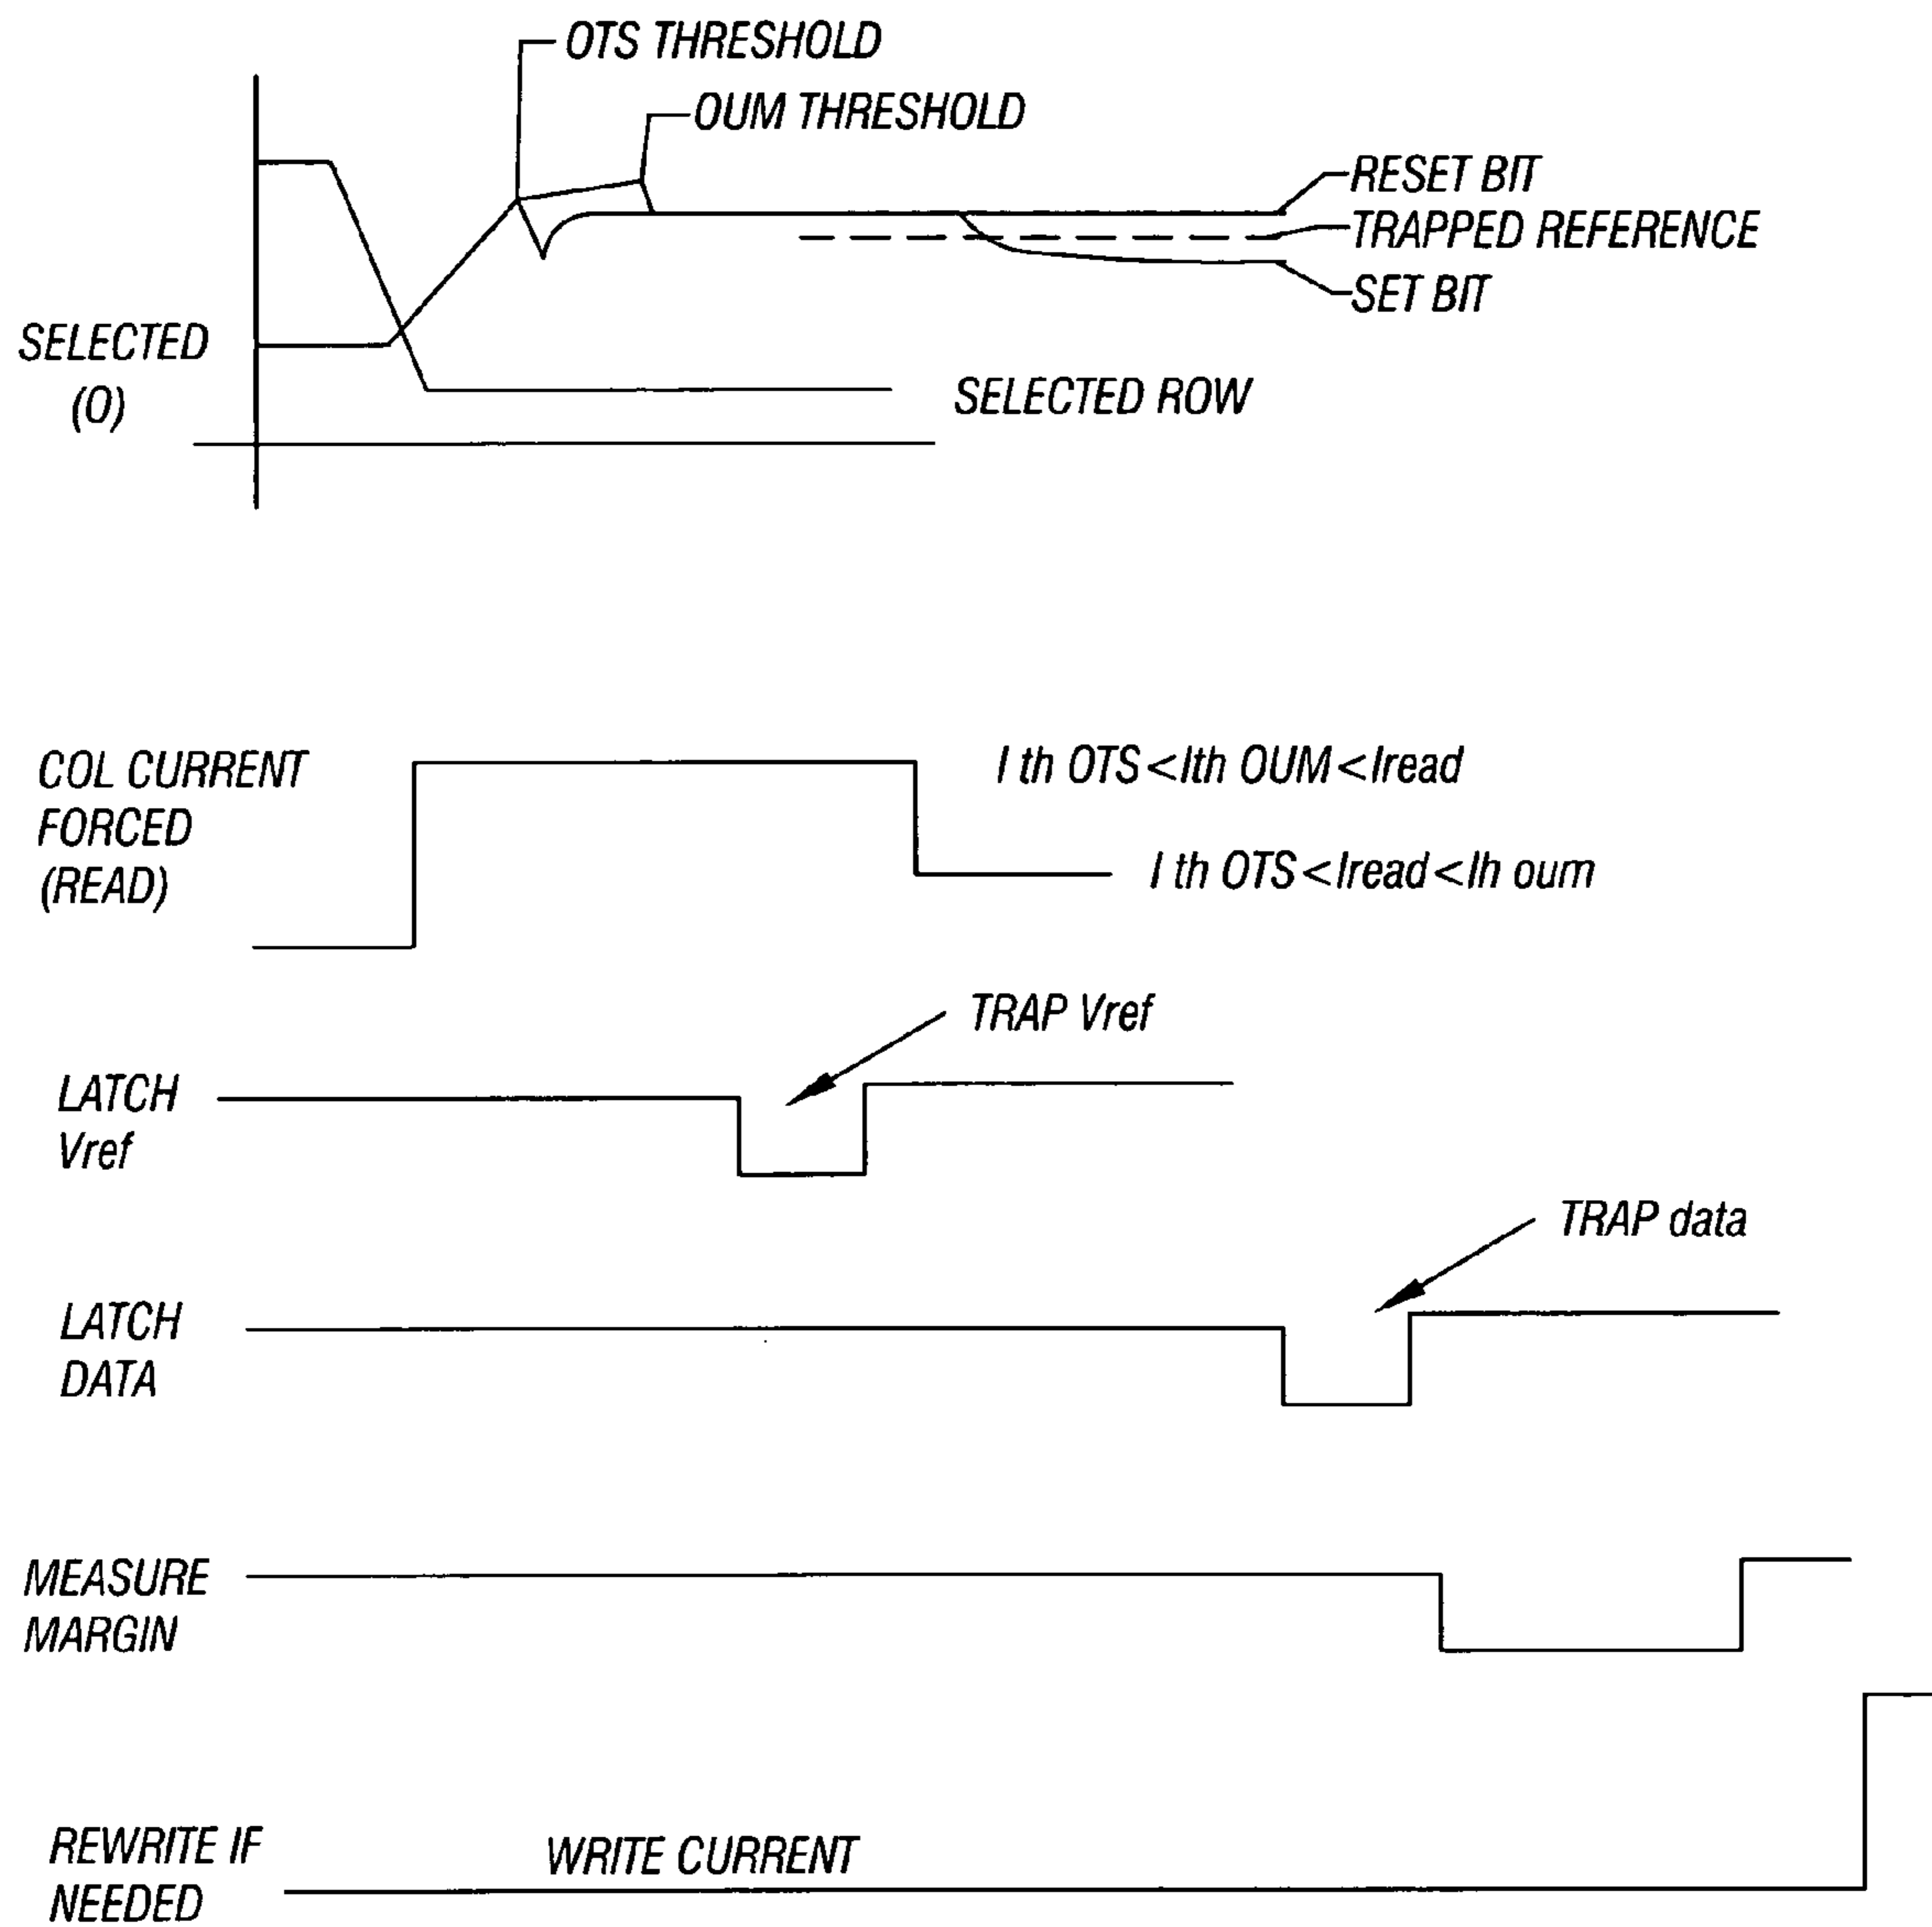 OTS THRESHOLD
OUM THRESHOLD
RESET BIT
TRAPPED REFERENCE
SET BIT
SELECTED
(O)
SELECTED ROW
COL CURRENT
FORCED
(READ)
I th OTS<Ith OUM<Iread
I th OTS<Iread<Ih oum
TRAP Vref
LATCH
Vref
TRAP data
LATCH
DATA
MEASURE
MARGIN
REWRITE IF
NEEDED
WRITE CURRENT